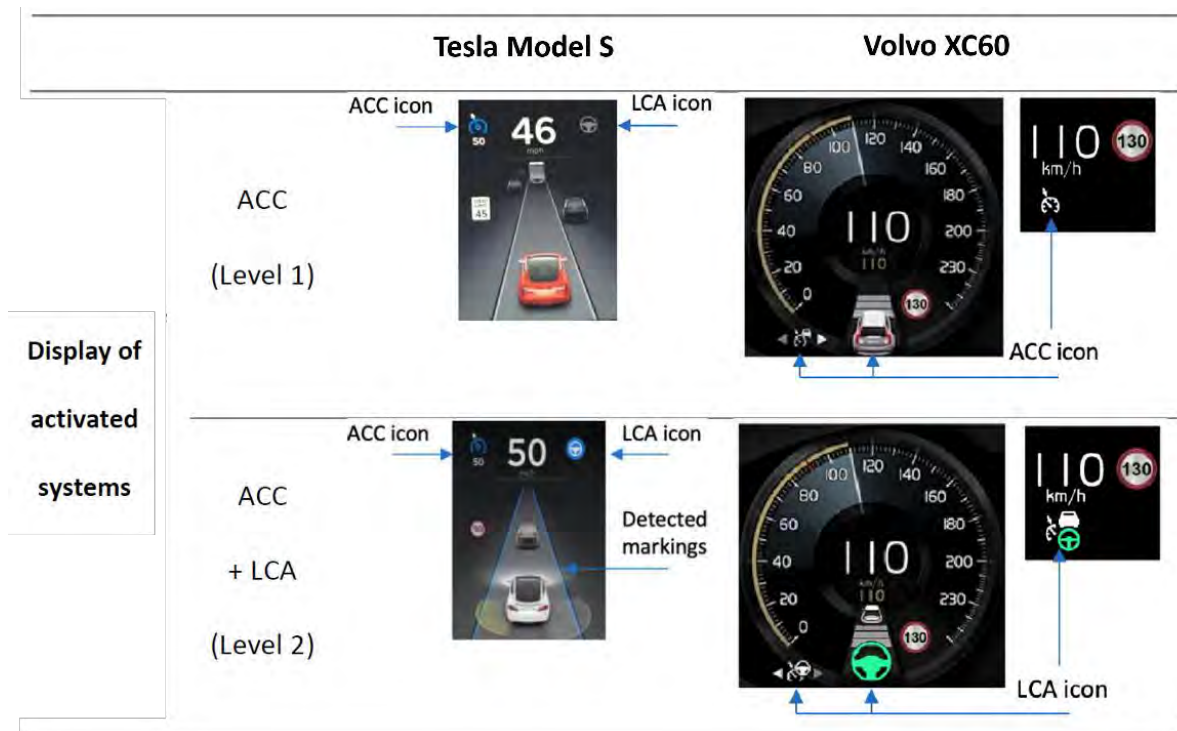 Tesla Model S
Volvo XC60
Display of
activated
systems
ACC
(Level 1)
ACC icon
LCA icon
50
46
mph
45
100
120
80
140
60
160
40
180
20
200
0
230
110
km/h
110
130
110
130
km/h
ACC icon
ACC
+ LCA
(Level 2)
ACC icon
LCA icon
50
50
Detected
markings
100
120
80
140
60
160
40
180
20
200
0
230
110
km/h
110
130
110
130
km/h
LCA icon